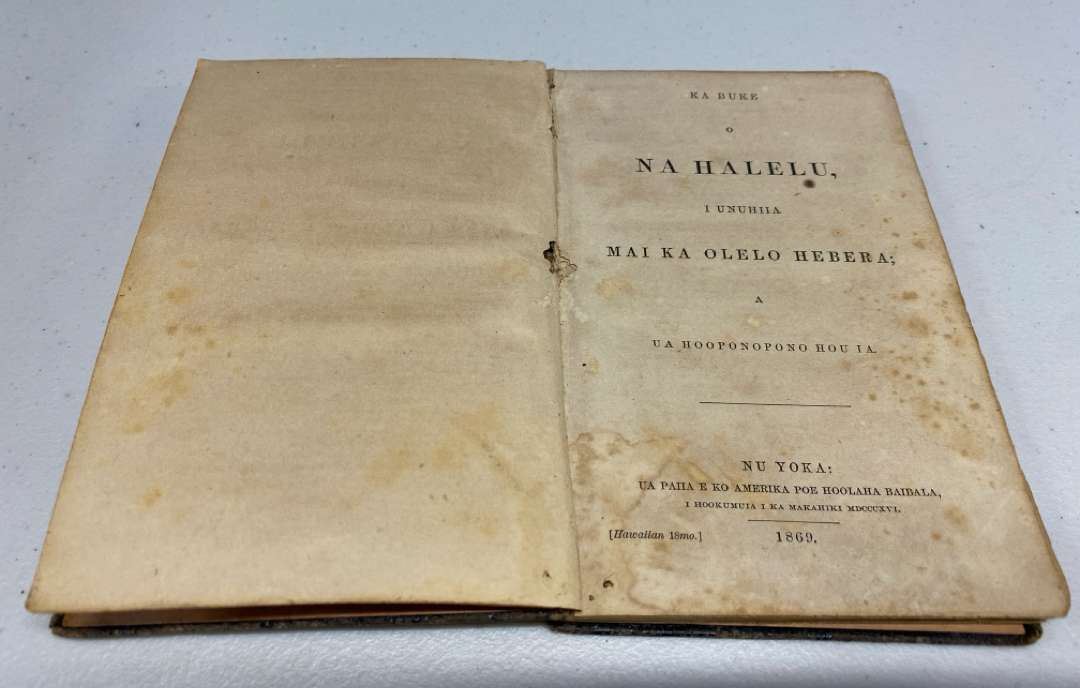 KA BUKE
O
NA HALELU,
I UNUHIIA
MAI KA OLELO HEBERA;
A
UA HOOPONOPONO HOU IA.
NU YOKA:
UA PAIIA E KO AMERIKA POE HOOLAHA BAIBALA,
I HOOKUMUIA I KA MAKAHIKI MDCCCXVI.
[Hawaiian 18mo.]
1869.